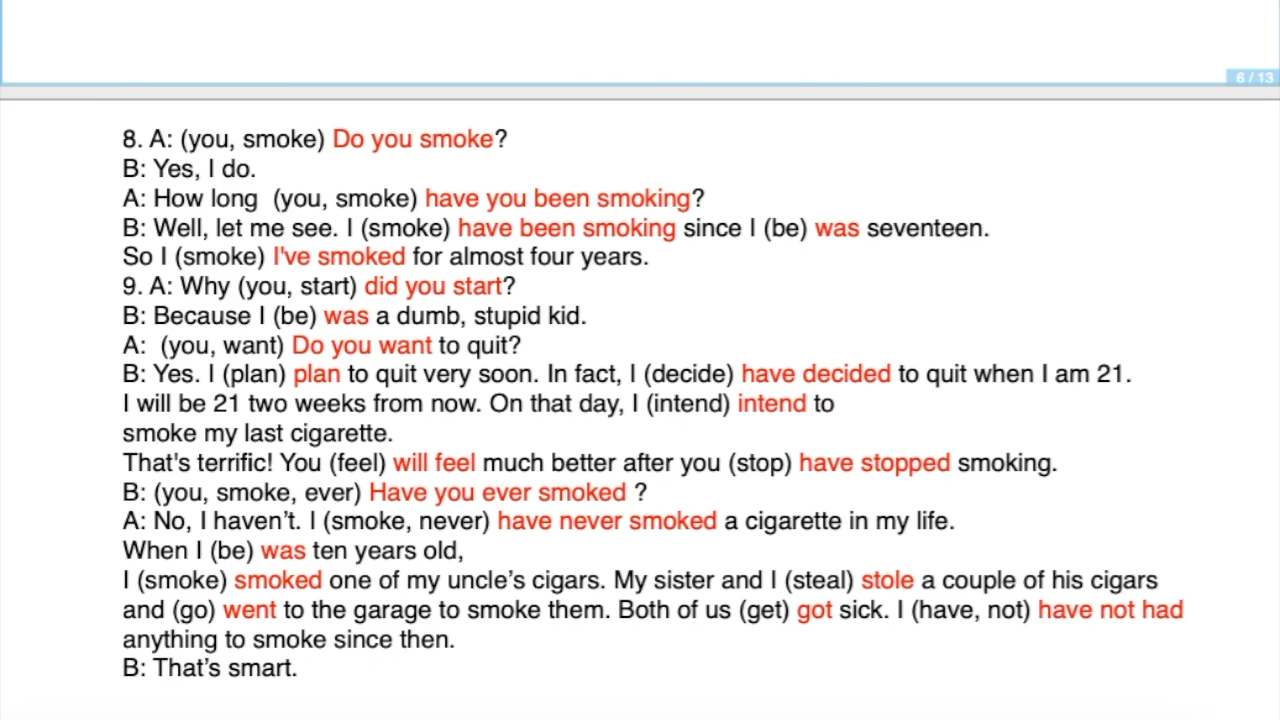 6 / 13
8. A: (you, smoke) Do you smoke?
B: Yes, I do.
A: How long  (you, smoke) have you been smoking?
B: Well, let me see. I (smoke) have been smoking since I (be) was seventeen.
So I (smoke) I've smoked for almost four years.
9. A: Why (you, start) did you start?
B: Because I (be) was a dumb, stupid kid.
A:  (you, want) Do you want to quit?
B: Yes. I (plan) plan to quit very soon. In fact, I (decide) have decided to quit when I am 21.
I will be 21 two weeks from now. On that day, I (intend) intend to
smoke my last cigarette.
That's terrific! You (feel) will feel much better after you (stop) have stopped smoking.
B: (you, smoke, ever) Have you ever smoked ?
A: No, I haven’t. I (smoke, never) have never smoked a cigarette in my life.
When I (be) was ten years old,
I (smoke) smoked one of my uncle’s cigars. My sister and I (steal) stole a couple of his cigars
and (go) went to the garage to smoke them. Both of us (get) got sick. I (have, not) have not had
anything to smoke since then.
B: That’s smart.